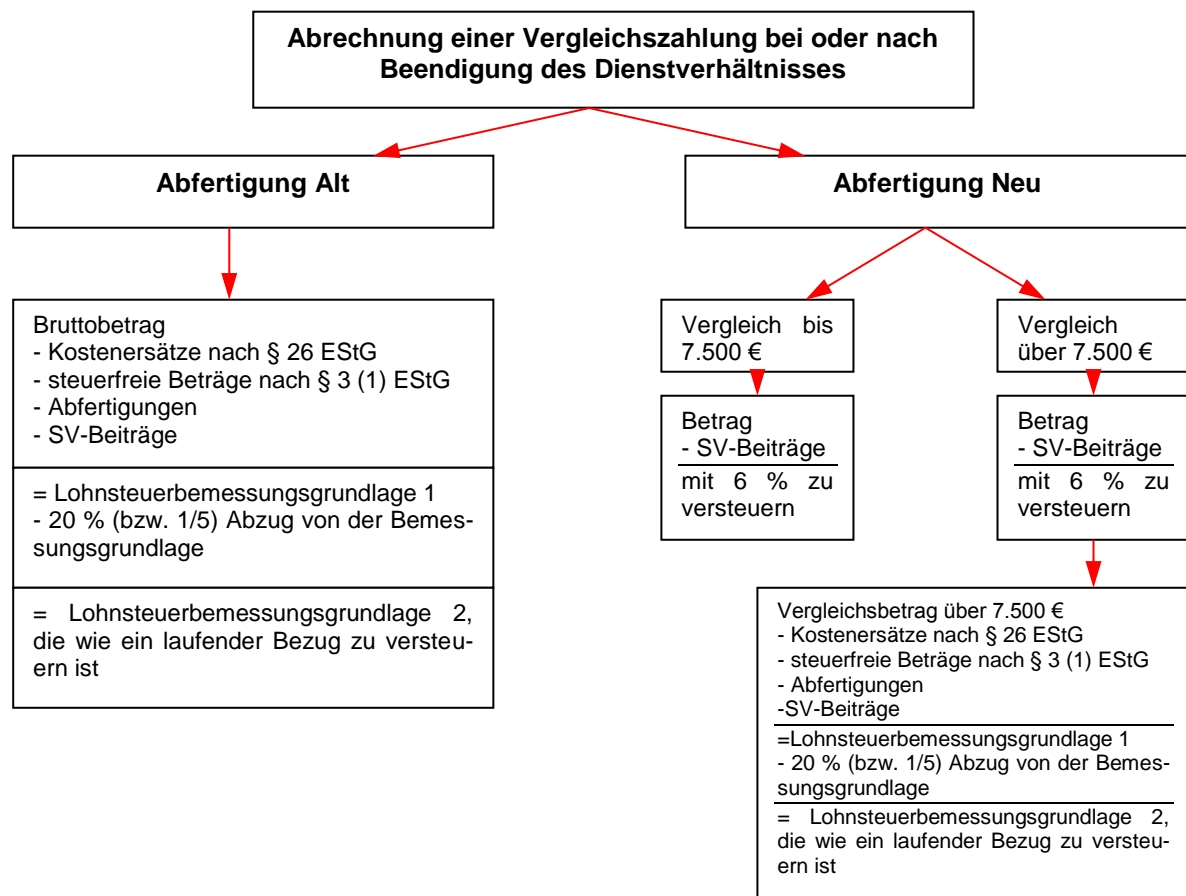 Abrechnung einer Vergleichszahlung bei oder nach
Beendigung des Dienstverhältnisses
Abfertigung Alt
Abfertigung Neu
Bruttobetrag
- Kostenersätze nach § 26 EStG
- steuerfreie Beträge nach § 3 (1) EStG
- Abfertigungen
- SV-Beiträge
= Lohnsteuerbemessungsgrundlage 1
- 20 % (bzw. 1/5) Abzug von der Bemes-
sungsgrundlage
= Lohnsteuerbemessungsgrundlage 2,
die wie ein laufender Bezug zu versteu-
ern ist
Vergleich bis
7.500 €
Betrag
- SV-Beiträge
mit 6 % zu
versteuern
Vergleich
über 7.500 €
Betrag
- SV-Beiträge
mit 6 % zu
versteuern
Vergleichsbetrag über 7.500 €
- Kostenersätze nach § 26 EStG
- steuerfreie Beträge nach § 3 (1) EStG
- Abfertigungen
-SV-Beiträge
=Lohnsteuerbemessungsgrundlage 1
- 20 % (bzw. 1/5) Abzug von der Bemes-
sungsgrundlage
= Lohnsteuerbemessungsgrundlage 2,
die wie ein laufender Bezug zu versteu-
ern ist